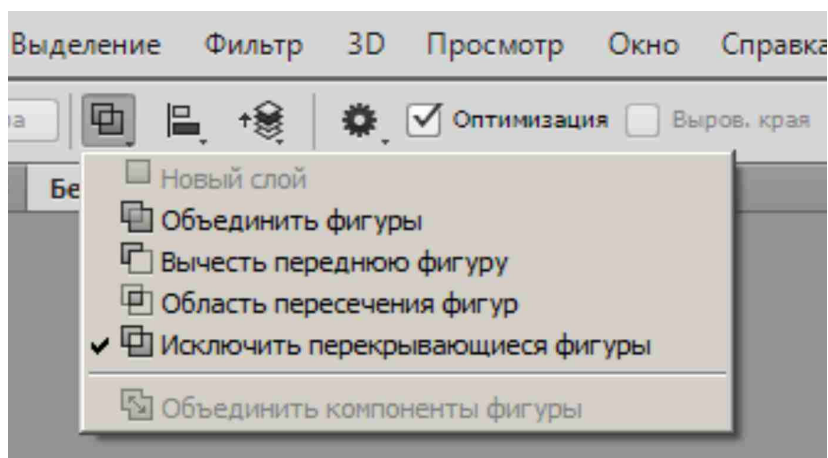 Выделение Фильтр 3D Просмотр Окно Справка
Оптимизация Выров. края
Новый слой
Объединить фигуры
Вычесть переднюю фигуру
Область пересечения фигур
Исключить перекрывающиеся фигуры
Объединить компоненты фигуры